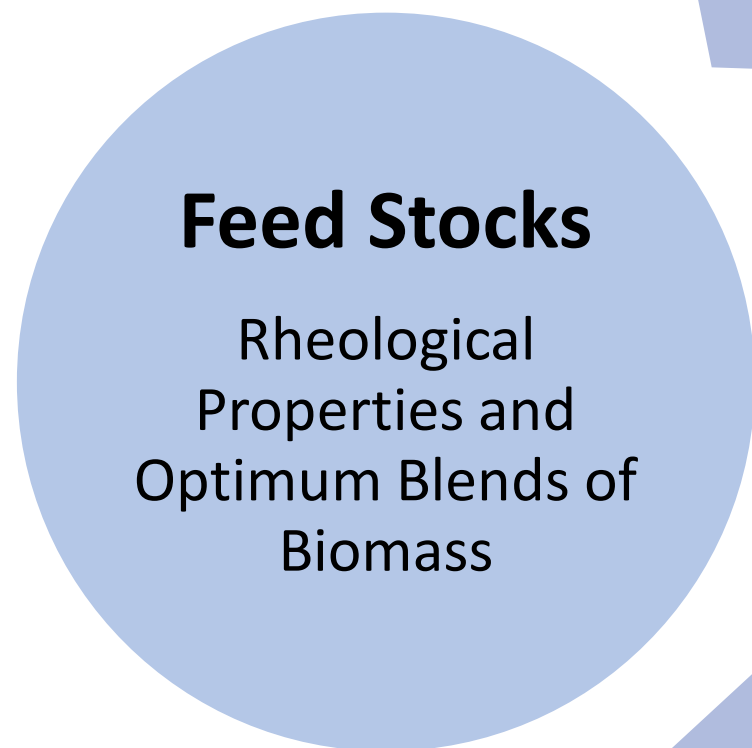 Feed Stocks
Rheological
Properties and
Optimum Blends of
Biomass